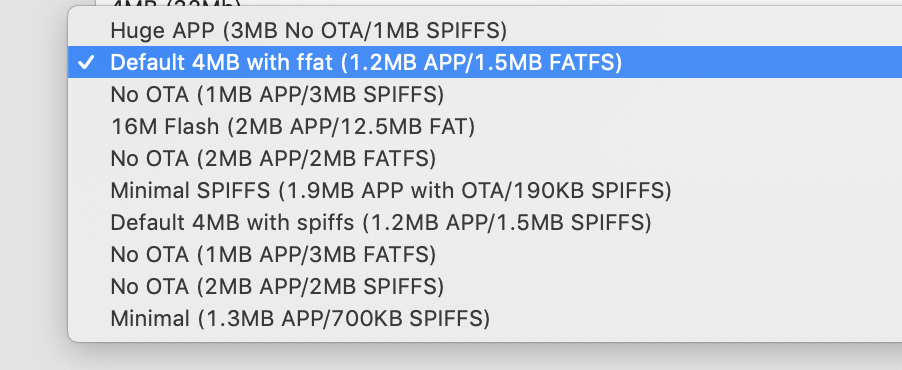 4MB (32Mb)
Huge APP (3MB No OTA/1MB SPIFFS)
Default 4MB with ffat (1.2MB APP/1.5MB FATFS)
No OTA (1MB APP/3MB SPIFFS)
16M Flash (2MB APP/12.5MB FAT)
No OTA (2MB APP/2MB FATFS)
Minimal SPIFFS (1.9MB APP with OTA/190KB SPIFFS)
Default 4MB with spiffs (1.2MB APP/1.5MB SPIFFS)
No OTA (1MB APP/3MB FATFS)
No OTA (2MB APP/2MB SPIFFS)
Minimal (1.3MB APP/700KB SPIFFS)